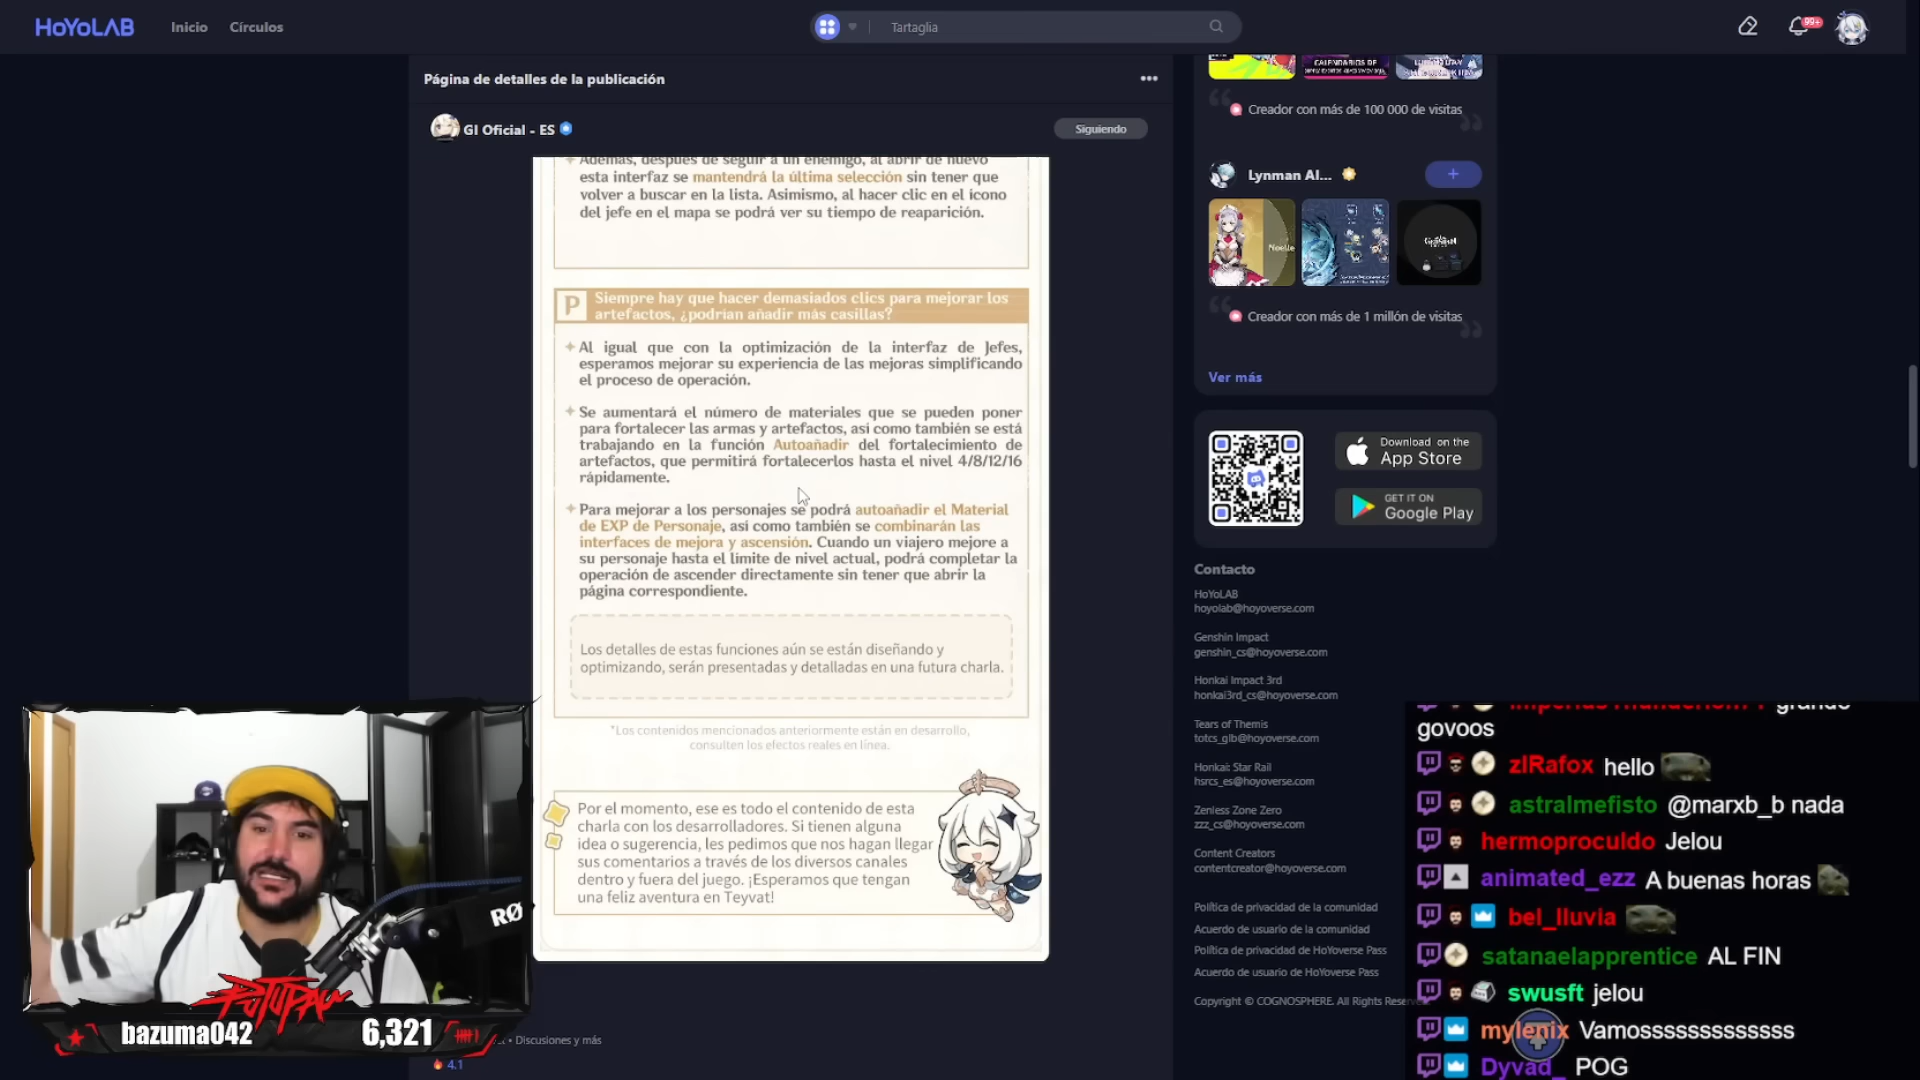 HoYoLAB
Inicio
Círculos
Tartaglia
99+
Página de detalles de la publicación
GI Oficial - ES
Siguiendo
Además, después de seguir a un enemigo, al abrir de nuevo
esta interfaz se mantendrá la última selección sin tener que
volver a buscar en la lista. Asimismo, al hacer clic en el icono
del jefe en el mapa se podrá ver su tiempo de reaparición.
P
Siempre hay que hacer demasiados clics para mejorar los
artefactos, ¿podrían añadir más casillas?
Al igual que con la optimización de la interfaz de Jefes,
esperamos mejorar su experiencia de las mejoras simplificando
el proceso de operación.
Se aumentará el número de materiales que se pueden poner
para fortalecer las armas y artefactos, así como también se está
trabajando en la función Autoañadir del fortalecimiento de
artefactos, que permitirá fortalecerlos hasta el nivel 4/8/12/16
rápidamente.
Para mejorar a los personajes se podrá autoañadir el Material
de EXP de Personaje, así como también se combinarán las
interfaces de mejora y ascensión. Cuando un viajero mejore a
su personaje hasta el límite de nivel actual, podrá completar la
operación de ascender directamente sin tener que abrir la
página correspondiente.
Los detalles de estas funciones aún se están diseñando y
optimizando, serán presentadas y detalladas en una futura charla.
*Los contenidos mencionados anteriormente están en desarrollo,
consulten los efectos reales en línea.
Por el momento, ese es todo el contenido de esta
charla con los desarrolladores. Si tienen alguna
idea o sugerencia, les pedimos que nos hagan llegar
sus comentarios a través de los diversos canales
dentro y fuera del juego. ¡Esperamos que tengan
una feliz aventura en Teyvat!
• Discusiones y más
4.1
CALENDARIOS DE
Creador con más de 100 000 de visitas
Lynman Al...
+
Noelle
Creador con más de 1 millón de visitas
Ver más
Download on the
App Store
GET IT ON
Google Play
Contacto
HoYoLAB
hoyolab@hoyoverse.com
Genshin Impact
genshin_cs@hoyoverse.com
Honkai Impact 3rd
honkai3rd_cs@hoyoverse.com
Tears of Themis
totcs_glb@hoyoverse.com
Honkai: Star Rail
hsrcs_es@hoyoverse.com
Zenless Zone Zero
zzz_cs@hoyoverse.com
Content Creators
contentcreator@hoyoverse.com
Política de privacidad de la comunidad
Acuerdo de usuario de la comunidad
Política de privacidad de HoYoverse Pass
Acuerdo de usuario de HoYoverse Pass
Copyright © COGNOSPHERE. All Rights
RØ
bazuma042
6,321
govoos
zlRafox hello
astralmefisto @marxb_b nada
hermoproculdo Jelou
animated_ezz A buenas horas
bel_lluvia
satanaelapprentice AL FIN
swusft jelou
mylenix Vamosssssssssssss
Dyvad_ POG